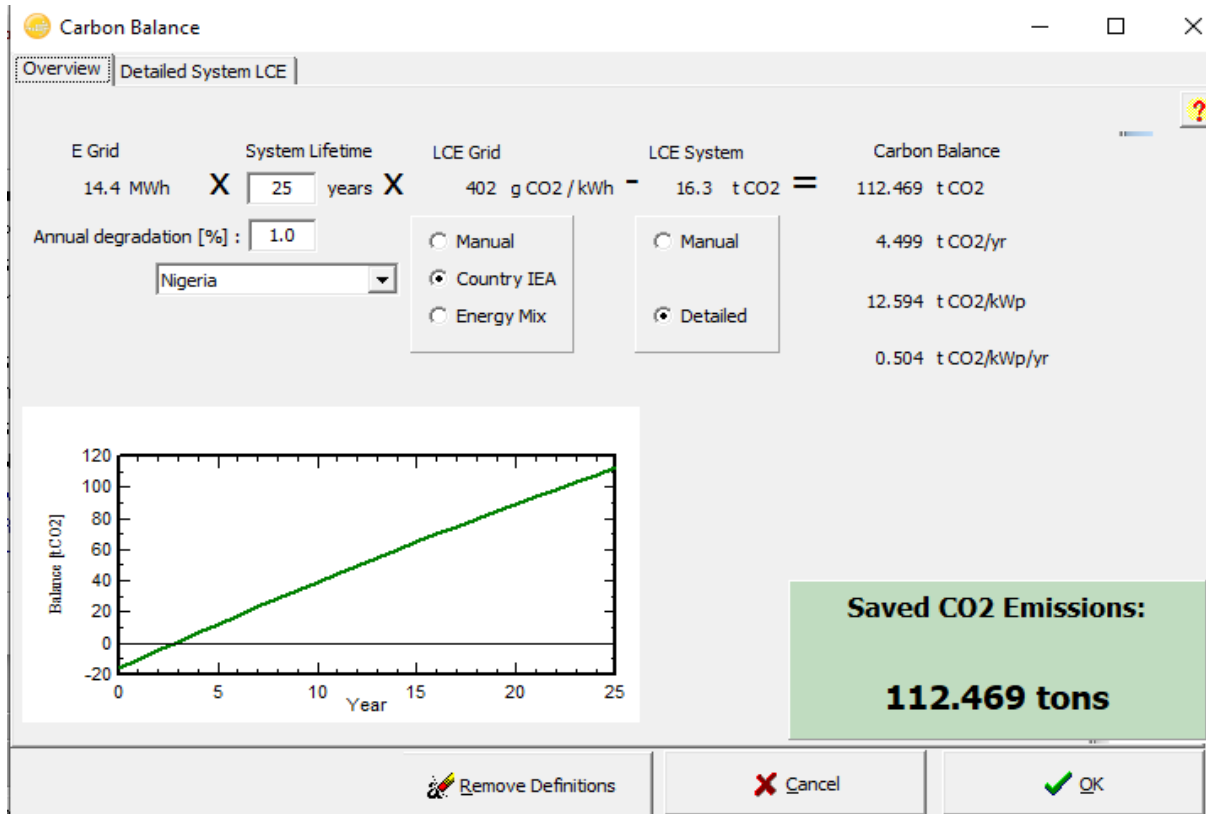 Carbon Balance
Overview Detailed System LCE
?
E Grid System Lifetime LCE Grid LCE System Carbon Balance
14.4 MWh X 25 years X 402 g CO2 / kWh - 16.3 t CO2 = 112.469 t CO2
Annual degradation [%] : 1.0 Manual Manual 4.499 t CO2/yr
Nigeria Country IEA
12.594 t CO2/kWp
Energy Mix Detailed
0.504 t CO2/kWp/yr
120
100
80
60
40
20
0
-20
Balance [tCO2]
0 5 10 15 20 25
Year
Saved CO2 Emissions:
112.469 tons
Remove Definitions Cancel OK